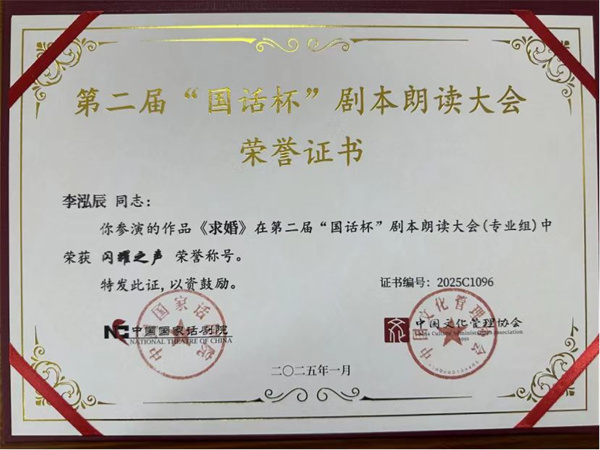 第二届“国话杯”剧本朗读大会
荣誉证书
李泓辰 同志：
你参演的作品《求婚》在第二届“国话杯”剧本朗读大会(专业组)中
荣获 闪耀之声 荣誉称号。
特发此证，以资鼓励。
证书编号：2025C1096
中国国家话剧院
NATIONAL THEATRE OF CHINA
中国文化管理协会
二〇二五年一月